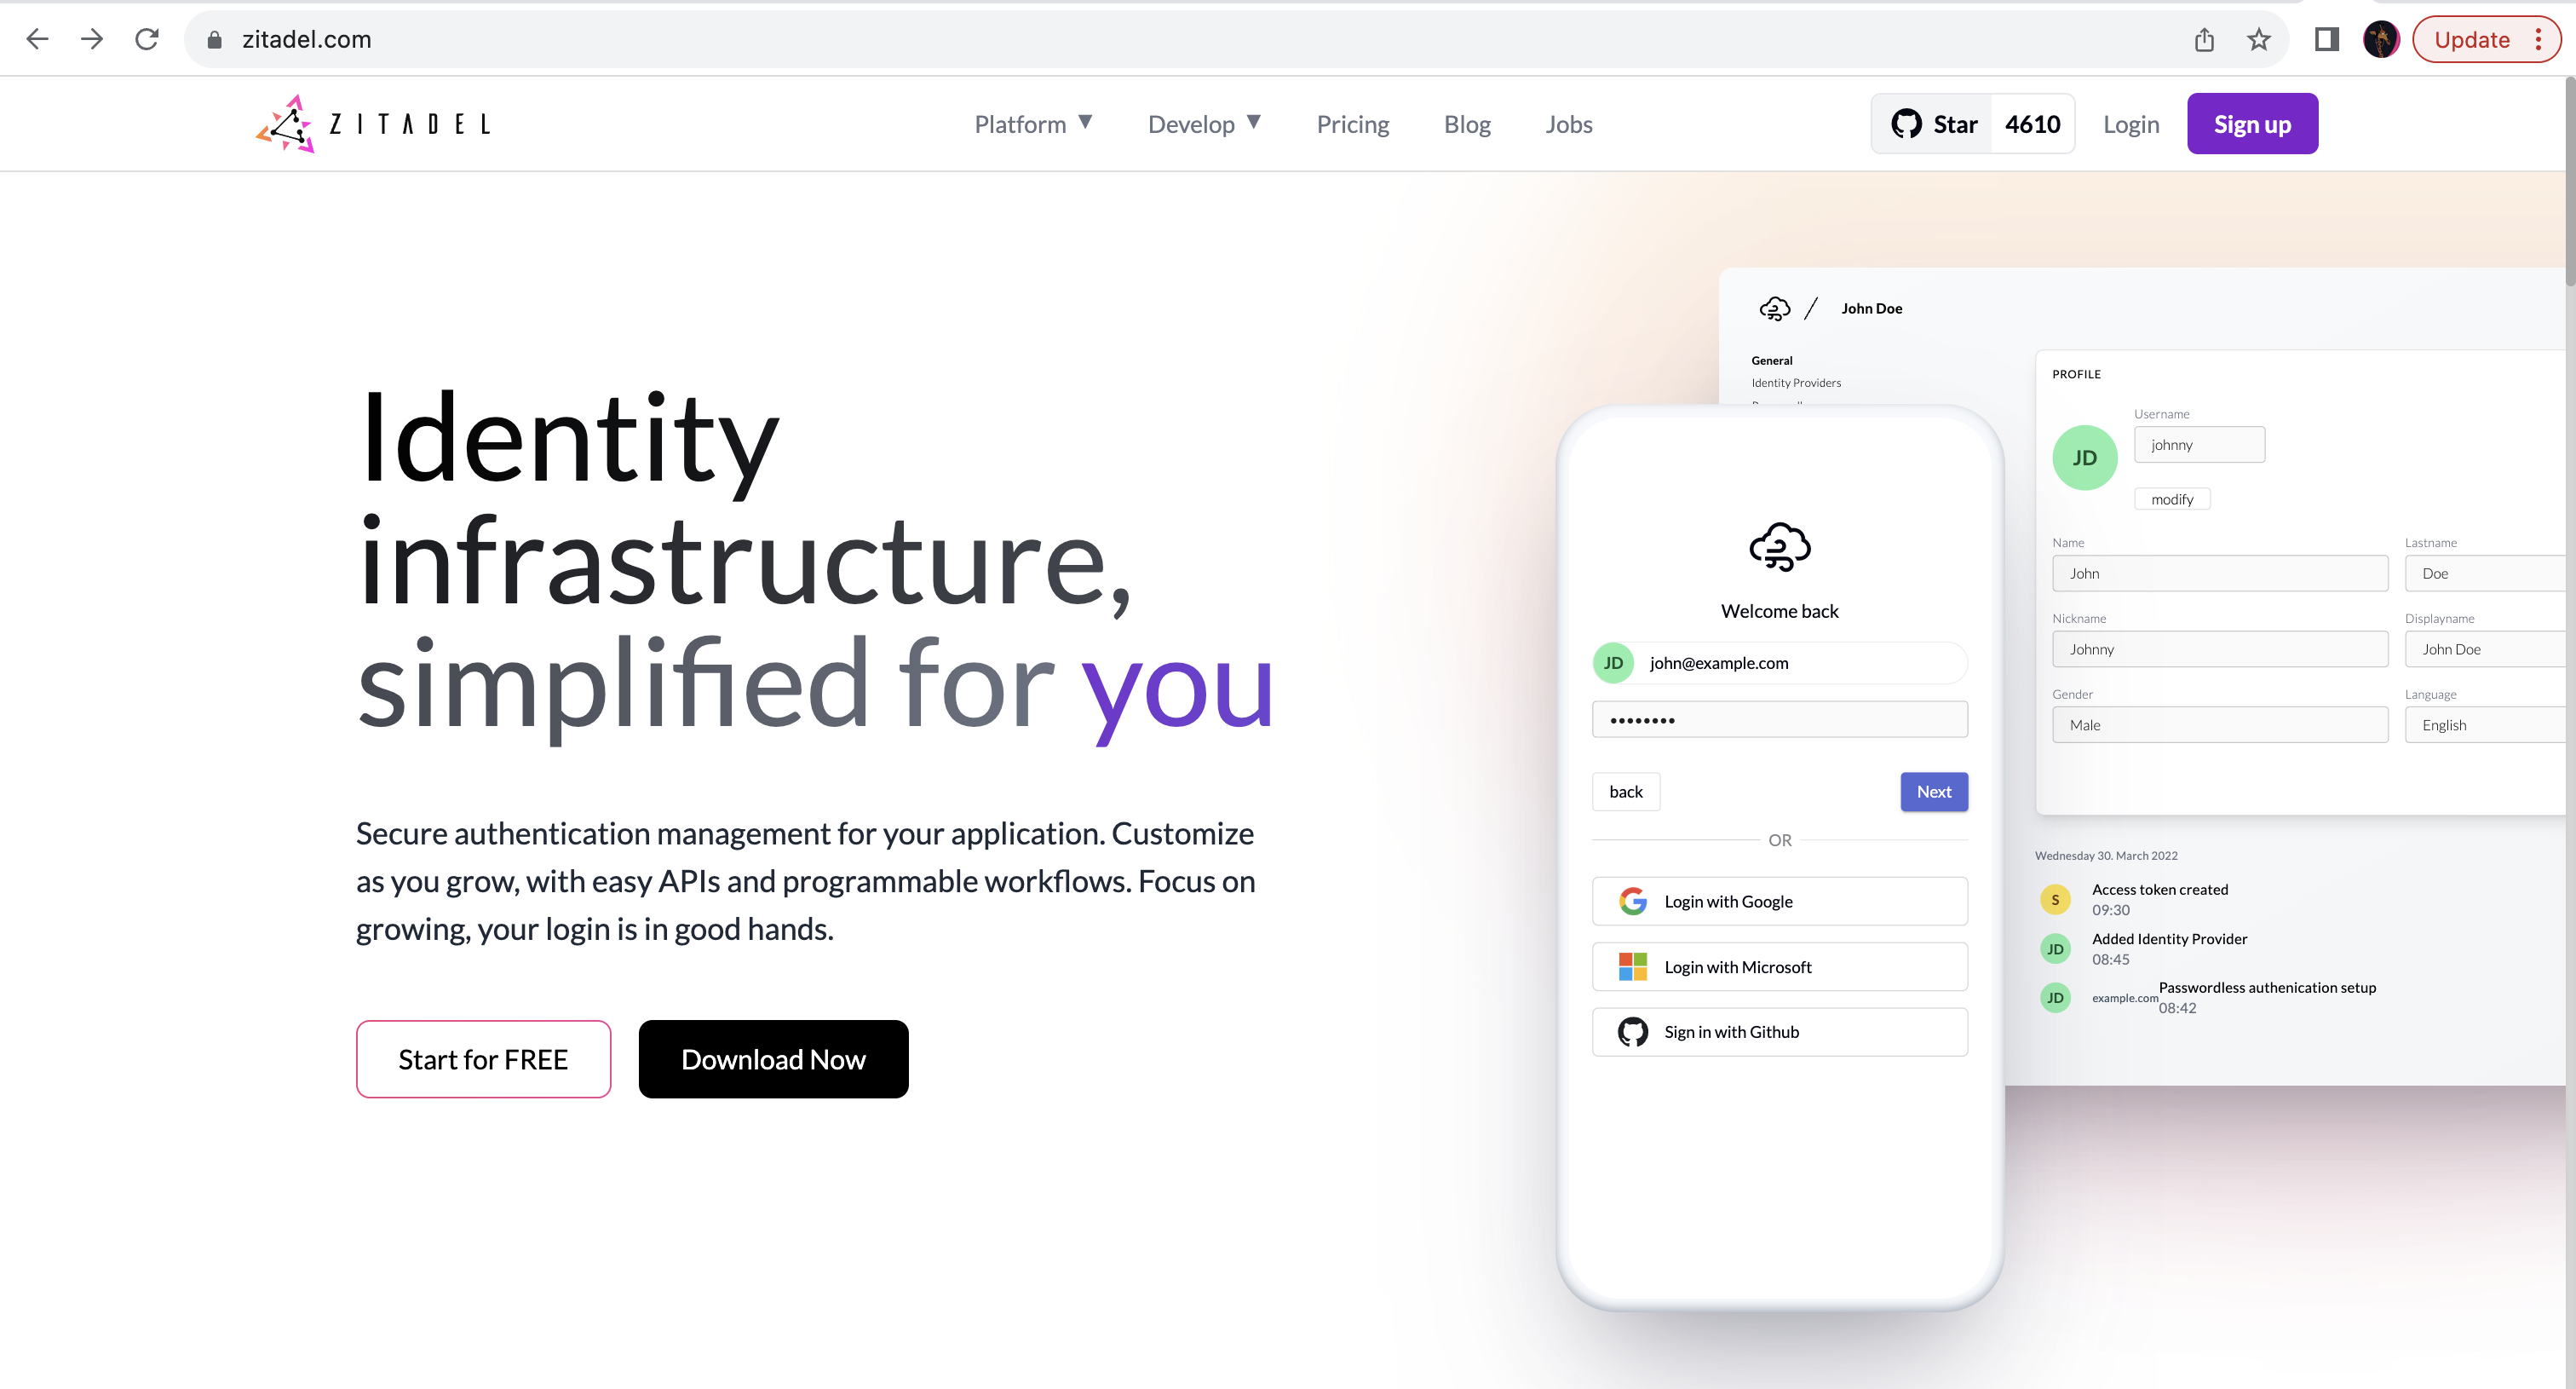 zitadel.com
Update
ZITADEL
Platform ▼
Develop ▼
Pricing
Blog
Jobs
Star 4610
Login
Sign up
Identity
infrastructure,
simplified for you
Secure authentication management for your application. Customize
as you grow, with easy APIs and programmable workflows. Focus on
growing, your login is in good hands.
Start for FREE
Download Now
Welcome back
JD john@example.com
••••••••
back
Next
OR
Login with Google
Login with Microsoft
Sign in with Github
/ John Doe
General
Identity Providers
PROFILE
JD
Username
johnny
modify
Name
John
Lastname
Doe
Nickname
Johnny
Displayname
John Doe
Gender
Male
Language
English
Wednesday 30. March 2022
S
Access token created
09:30
JD
Added Identity Provider
08:45
JD
example.com
Passwordless authenication setup
08:42